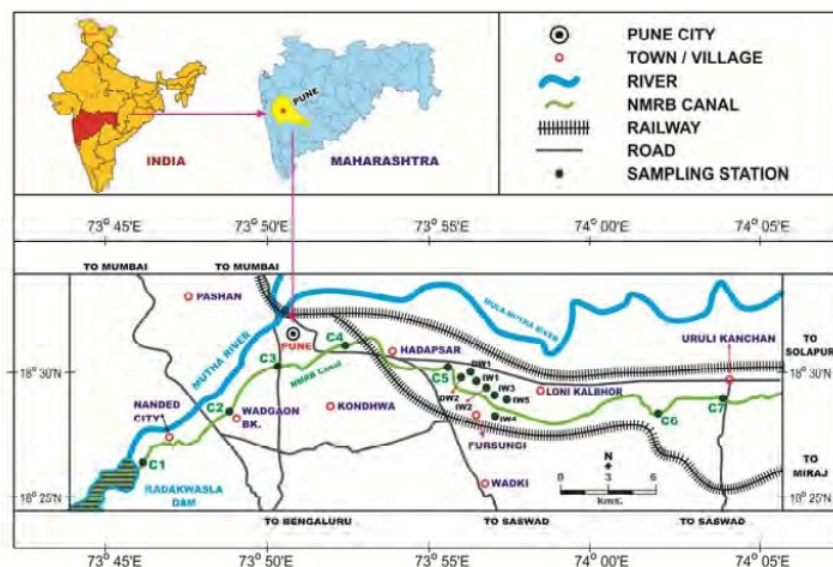 PUNE CITY
TOWN / VILLAGE
RIVER
NMRB CANAL
RAILWAY
ROAD
SAMPLING STATION
PUNE
INDIA
MAHARASHTRA
73° 45'E
73° 50'E
73° 55'E
74° 00'E
74° 05'E
TO MUMBAI
TO MUMBAI
PASHAN
MULA-MUTHA RIVER
URULI KANCHAN
TO SOLAPUR
MUTHA RIVER
PUNE
C4
HADAPSAR
18° 30'N
C3
NMRB Canal
C5
DW1
IW1
IW3
IW5
DW2
IW2
IW4
LONI KALBHOR
18° 30'N
NANDED CITY
C2
WADGAON BK.
KONDHWA
FURSUNGI
C6
C7
C1
N
TO MIRAJ
18° 25'N
RADAKWASLA DAM
WADKI
0 3 6
kms.
18° 25'N
TO BENGALURU
TO SASWAD
TO SASWAD
73° 45'E
73° 50'E
73° 55'E
74° 00'E
74° 05'E